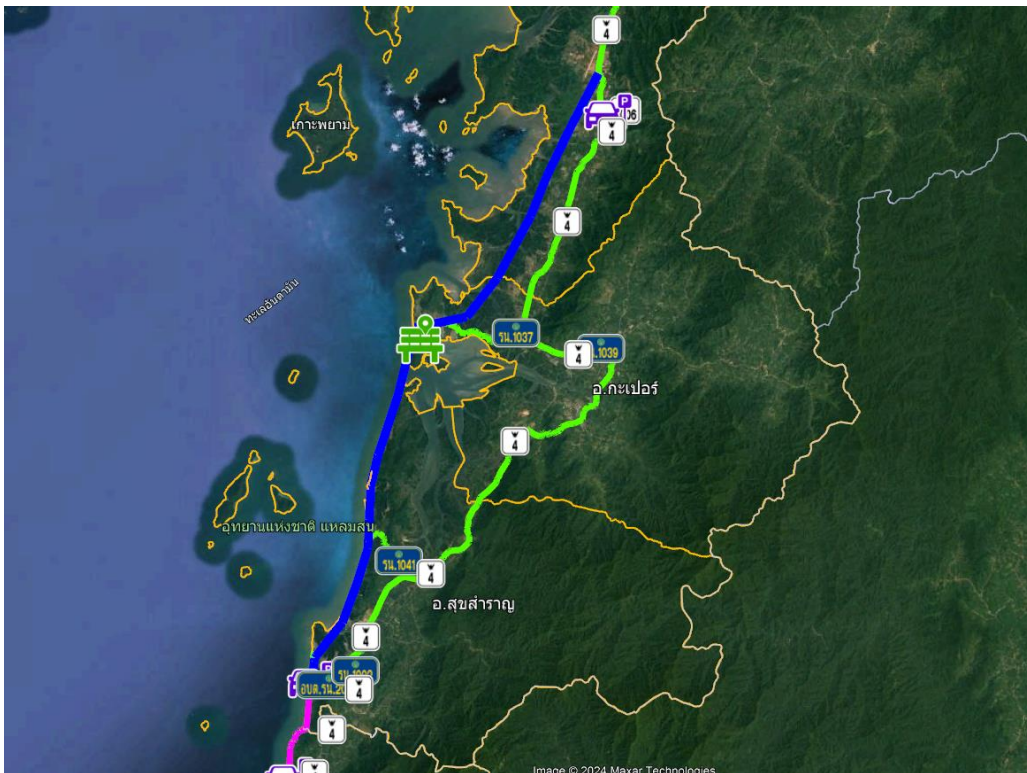 4
P
เกาะพยาม
4
4
ทะเลอันดามัน
รน.1037
4
1039
อ.กะเปอร์
4
อุทยานแห่งชาติ แหลมสน
รน.1041
4
อ.สุขสำราญ
4
อบต.รน.
4
4
Image © 2024 Maxar Technologies